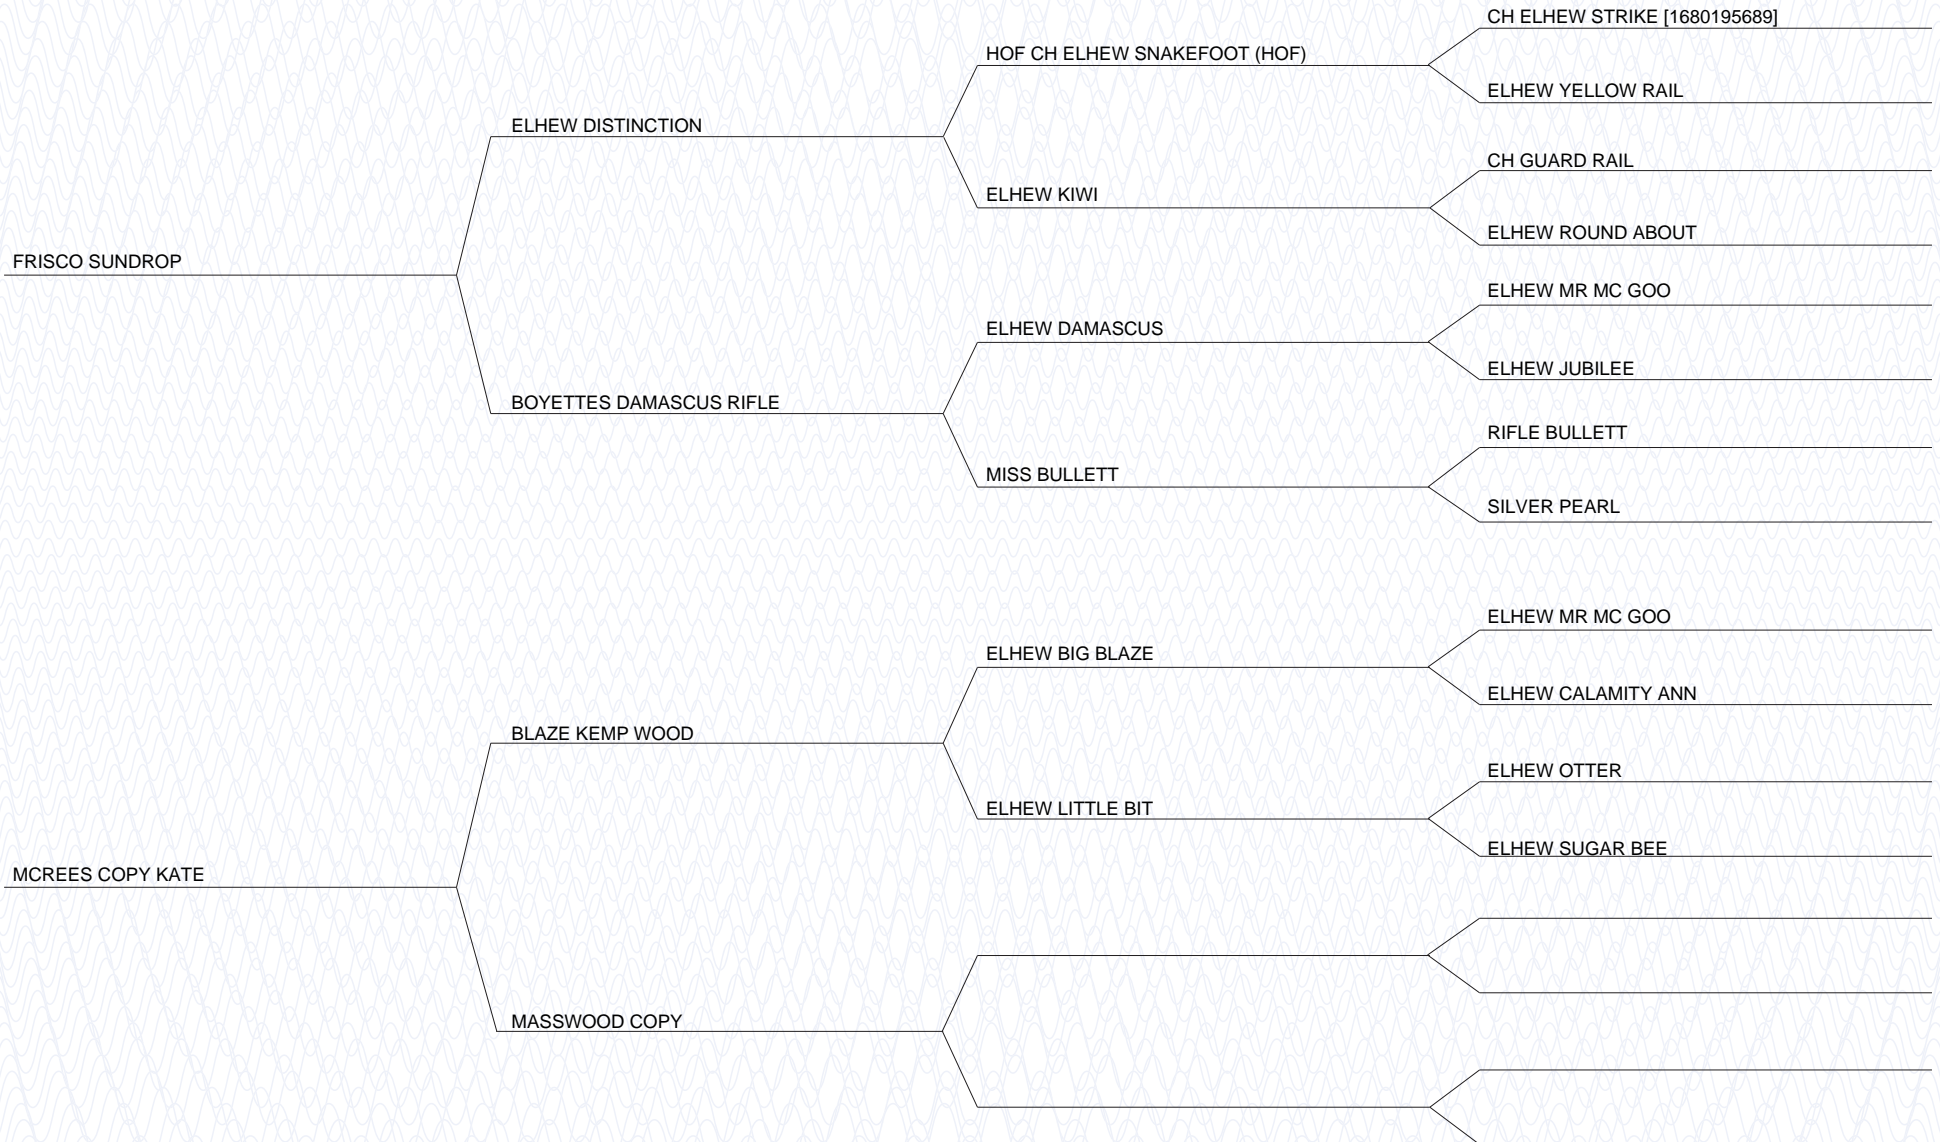 CH ELHEW STRIKE [1680195689]
HOF CH ELHEW SNAKEFOOT (HOF)
ELHEW YELLOW RAIL
ELHEW DISTINCTION
CH GUARD RAIL
ELHEW KIWI
ELHEW ROUND ABOUT
FRISCO SUNDROP
ELHEW MR MC GOO
ELHEW DAMASCUS
ELHEW JUBILEE
BOYETTES DAMASCUS RIFLE
RIFLE BULLETT
MISS BULLETT
SILVER PEARL
ELHEW MR MC GOO
ELHEW BIG BLAZE
ELHEW CALAMITY ANN
BLAZE KEMP WOOD
ELHEW OTTER
ELHEW LITTLE BIT
ELHEW SUGAR BEE
MCREES COPY KATE
MASSWOOD COPY